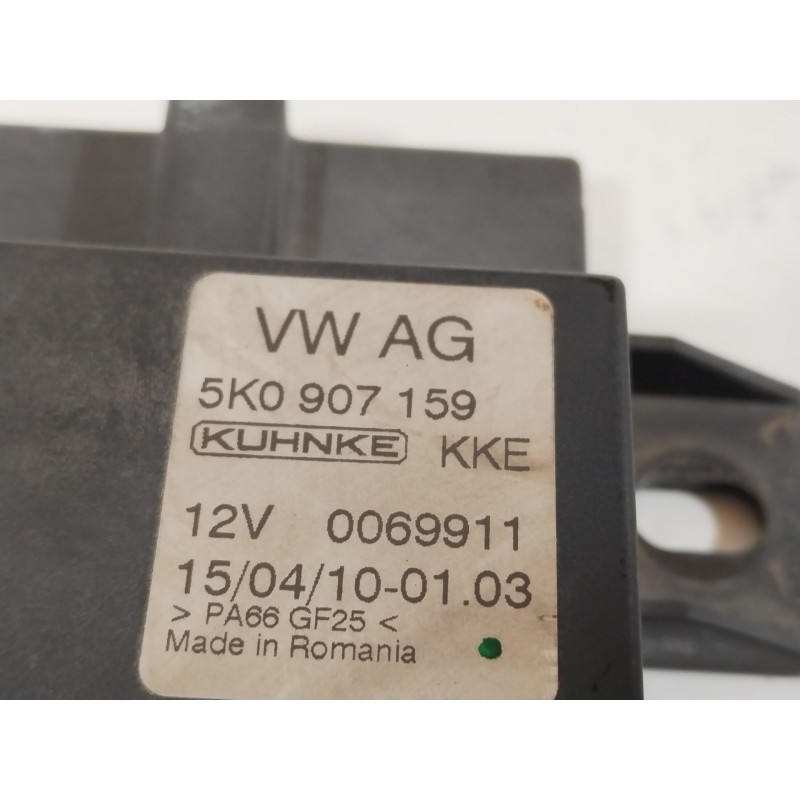 VW AG
5K0 907 159
KUHNKE KKE
12V 0069911
15/04/10-01.03
> PA66 GF25 <
Made in Romania